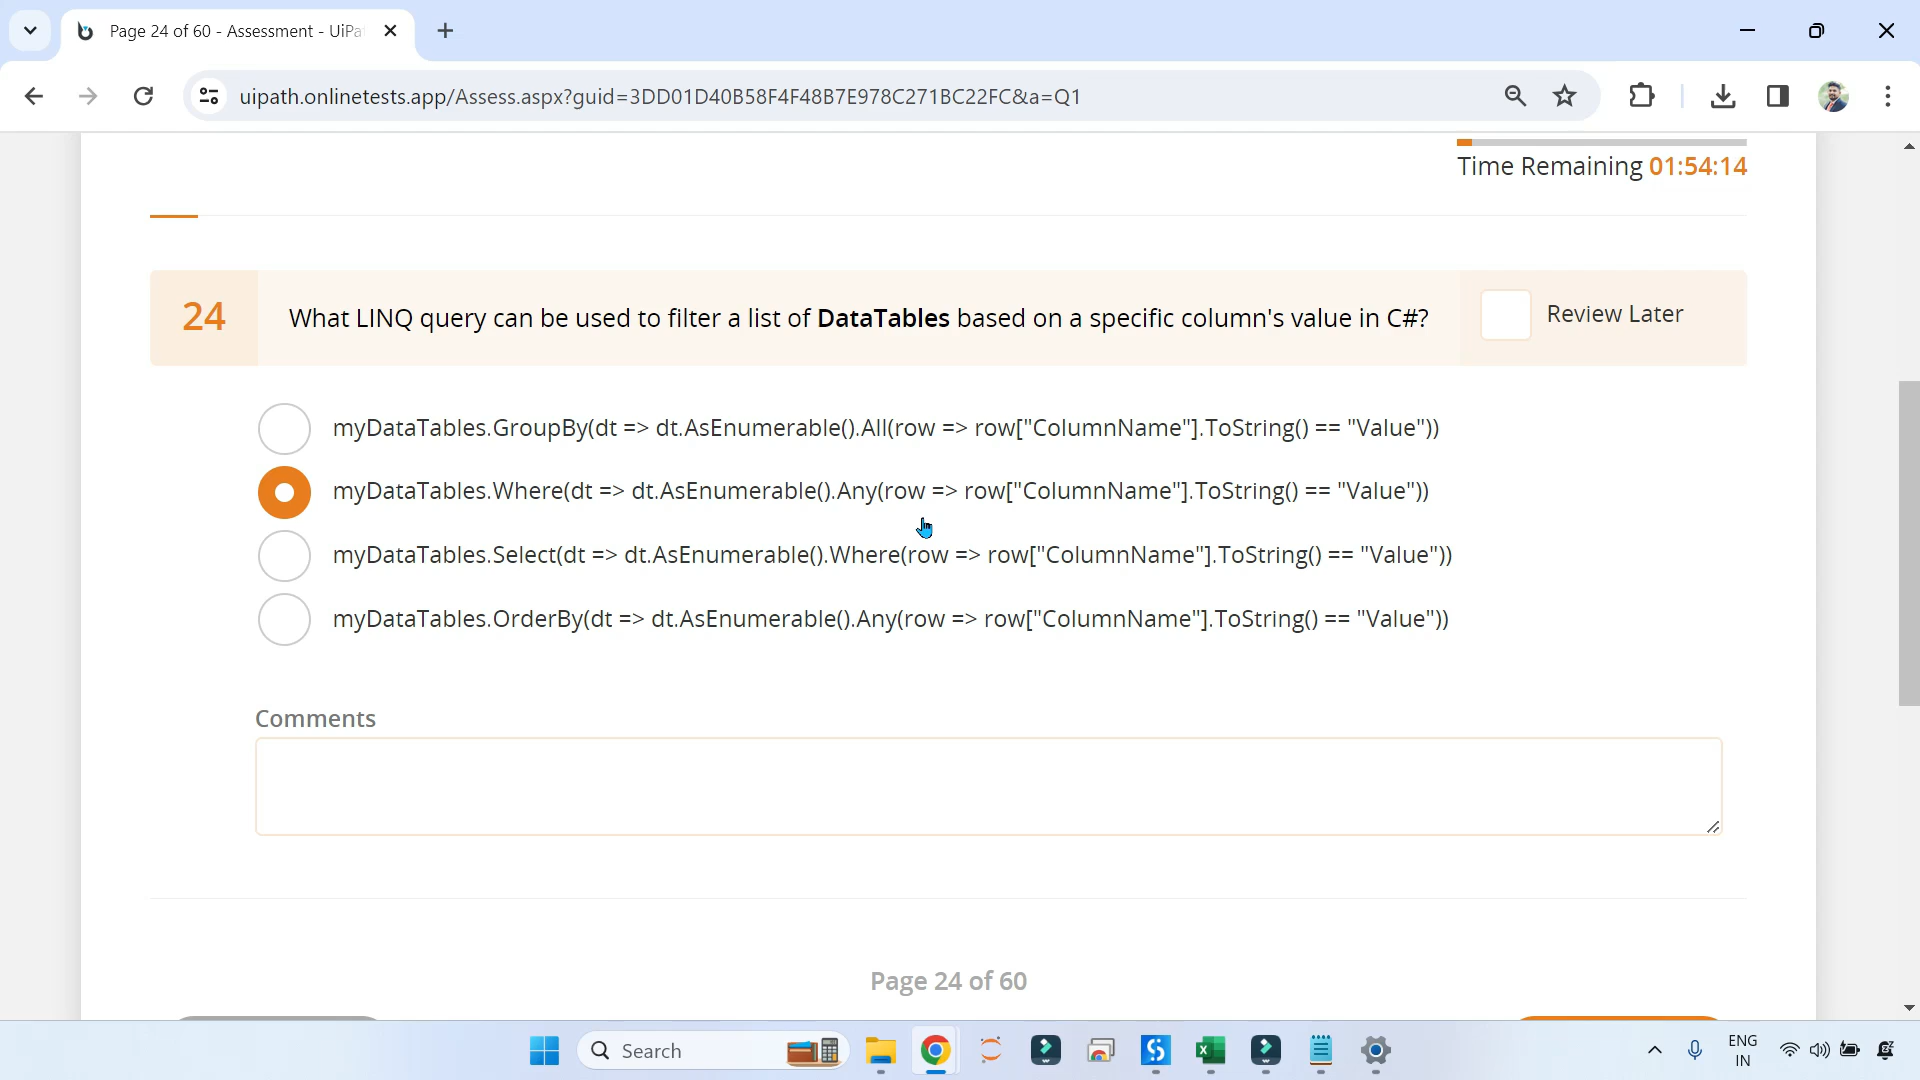 Page 24 of 60 - Assessment - UiPa
uipath.onlinetests.app/Assess.aspx?guid=3DD01D40B58F4F48B7E978C271BC22FC&a=Q1
Time Remaining 01:54:14
24
What LINQ query can be used to filter a list of DataTables based on a specific column's value in C#?
Review Later
myDataTables.GroupBy(dt => dt.AsEnumerable().All(row => row["ColumnName"].ToString() == "Value"))
myDataTables.Where(dt => dt.AsEnumerable().Any(row => row["ColumnName"].ToString() == "Value"))
myDataTables.Select(dt => dt.AsEnumerable().Where(row => row["ColumnName"].ToString() == "Value"))
myDataTables.OrderBy(dt => dt.AsEnumerable().Any(row => row["ColumnName"].ToString() == "Value"))
Comments
Page 24 of 60
Search
ENG
IN